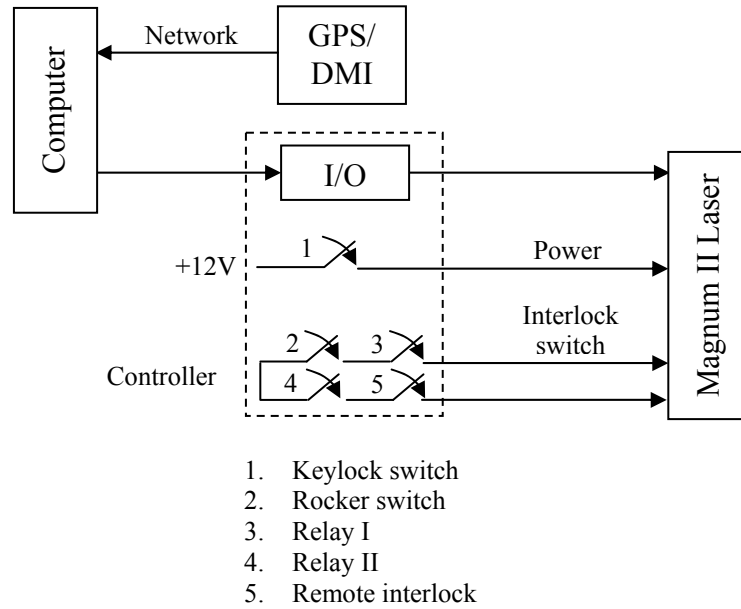 Computer
Network
GPS/
DMI
I/O
Magnum II Laser
+12V
1
Power
Controller
2
3
4
5
Interlock
switch
1. Keylock switch
2. Rocker switch
3. Relay I
4. Relay II
5. Remote interlock